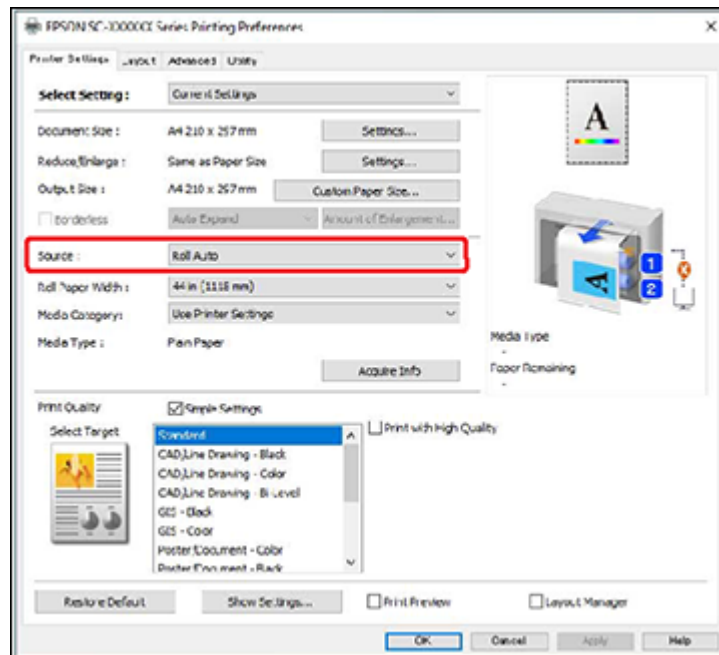 EPSON SC-XXXXXX Series Printing Preferences
Printer Settings Layout Advanced Utility
Select Setting : Current Settings
Document Size : A4 210 x 297 mm Settings...
Reduce/Enlarge : Same as Paper Size Settings...
Output Size : A4 210 x 297 mm Custom Paper Size...
Borderless Auto Expand Amount of Enlargement...
Source : Roll Auto
Roll Paper Width : 44 in (1118 mm)
Media Category: Use Printer Settings
Media Type : Plain Paper
Acquire Info
A
A
1
2
Media Type
-
Paper Remaining
-
Print Quality Simple Settings
Select Target
Standard
CAD/Line Drawing - Black
CAD/Line Drawing - Color
CAD/Line Drawing - Bi-Level
GIS - Black
GIS - Color
Poster/Document - Color
Poster/Document - Black
Print with High Quality
Restore Default Show Settings... Print Preview Layout Manager
OK Cancel Apply Help